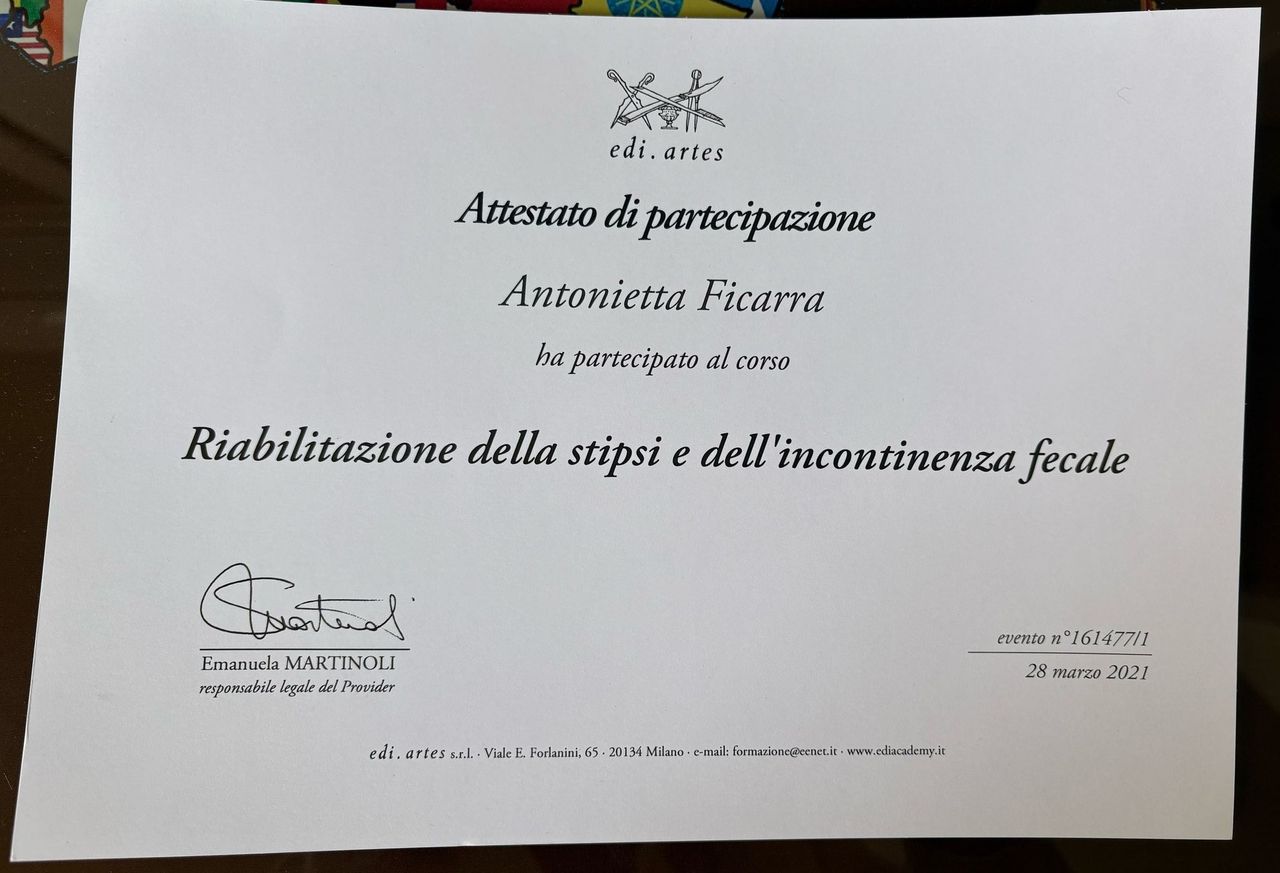 edi.artes
Attestato di partecipazione
Antonietta Ficarra
ha partecipato al corso
Riabilitazione della stipsi e dell'incontinenza fecale
Emanuela MARTINOLI
responsabile legale del Provider
evento n°161477/1
28 marzo 2021
edi.artes s.r.l. · Viale E. Forlanini, 65 · 20134 Milano · e-mail: formazione@eenet.it · www.ediacademy.it